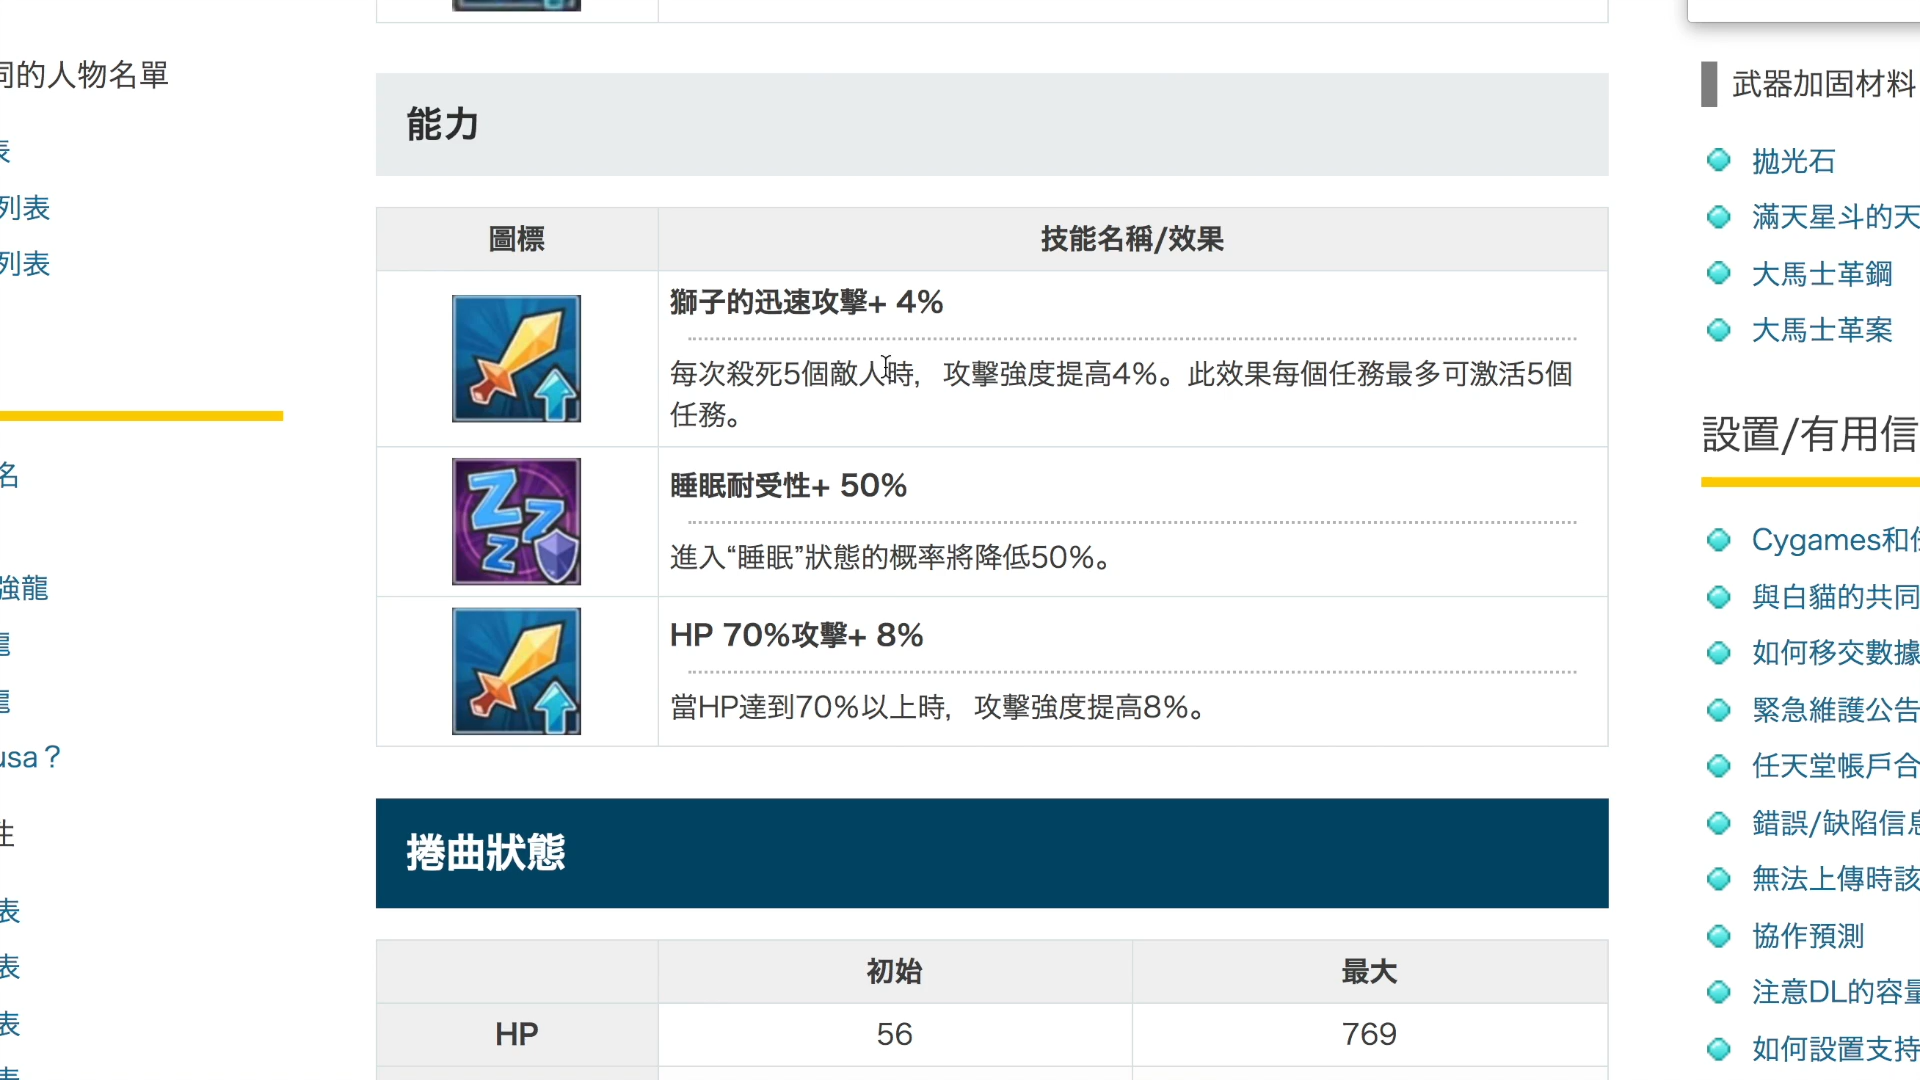 同的人物名單
表
列表
列表
名
強龍
龍
龍
usa？
性
表
表
表
能力
圖標
技能名稱/效果
獅子的迅速攻擊+ 4%
每次殺死5個敵人時，攻擊強度提高4%。此效果每個任務最多可激活5個
任務。
睡眠耐受性+ 50%
進入“睡眠”狀態的概率將降低50%。
HP 70%攻擊+ 8%
當HP達到70%以上時，攻擊強度提高8%。
捲曲狀態
初始
最大
HP
56
769
武器加固材料
拋光石
滿天星斗的天
大馬士革鋼
大馬士革案
設置/有用信
Cygames和任
與白貓的共同
如何移交數據
緊急維護公告
任天堂帳戶合
錯誤/缺陷信息
無法上傳時該
協作預測
注意DL的容量
如何設置支持